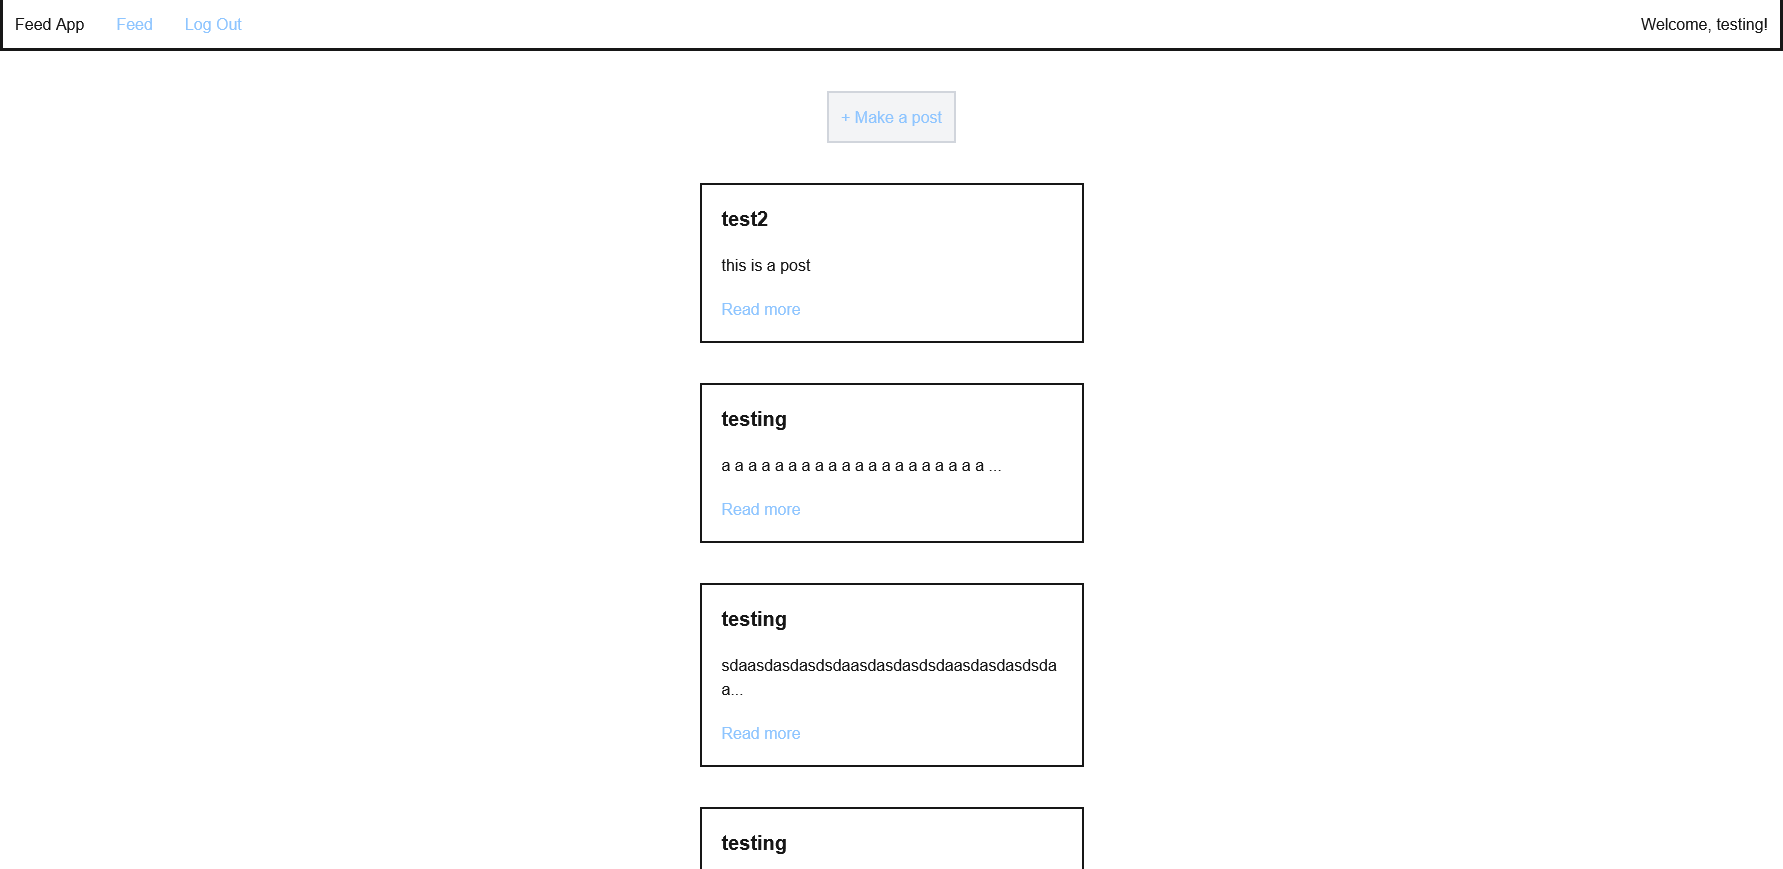 Feed App Feed Log Out Welcome, testing!
+ Make a post
test2
this is a post
Read more
testing
a a a a a a a a a a a a a a a a a a a a ...
Read more
testing
sdaasdasdasdsdaasdasdasdsdaasdasdasdsda
a...
Read more
testing